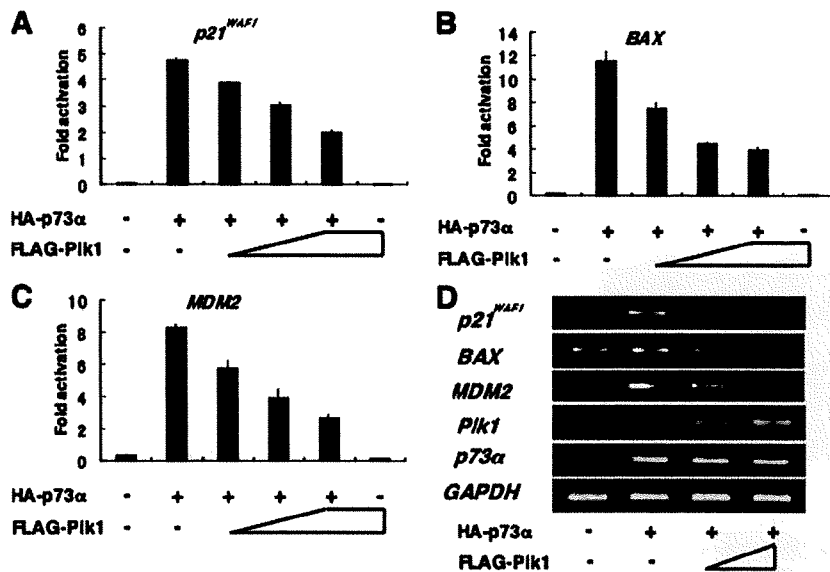 A
p21WAF1
Fold activation
6
5
4
3
2
1
0
HA-p73α - + + + + -
FLAG-Plk1 - -
B
BAX
Fold activation
14
12
10
8
6
4
2
0
HA-p73α - + + + + -
FLAG-Plk1 - -
C
MDM2
Fold activation
10
8
6
4
2
0
HA-p73α - + + + + -
FLAG-Plk1 - -
D
p21WAF1
BAX
MDM2
Plk1
p73α
GAPDH
HA-p73α - + + +
FLAG-Plk1 - -